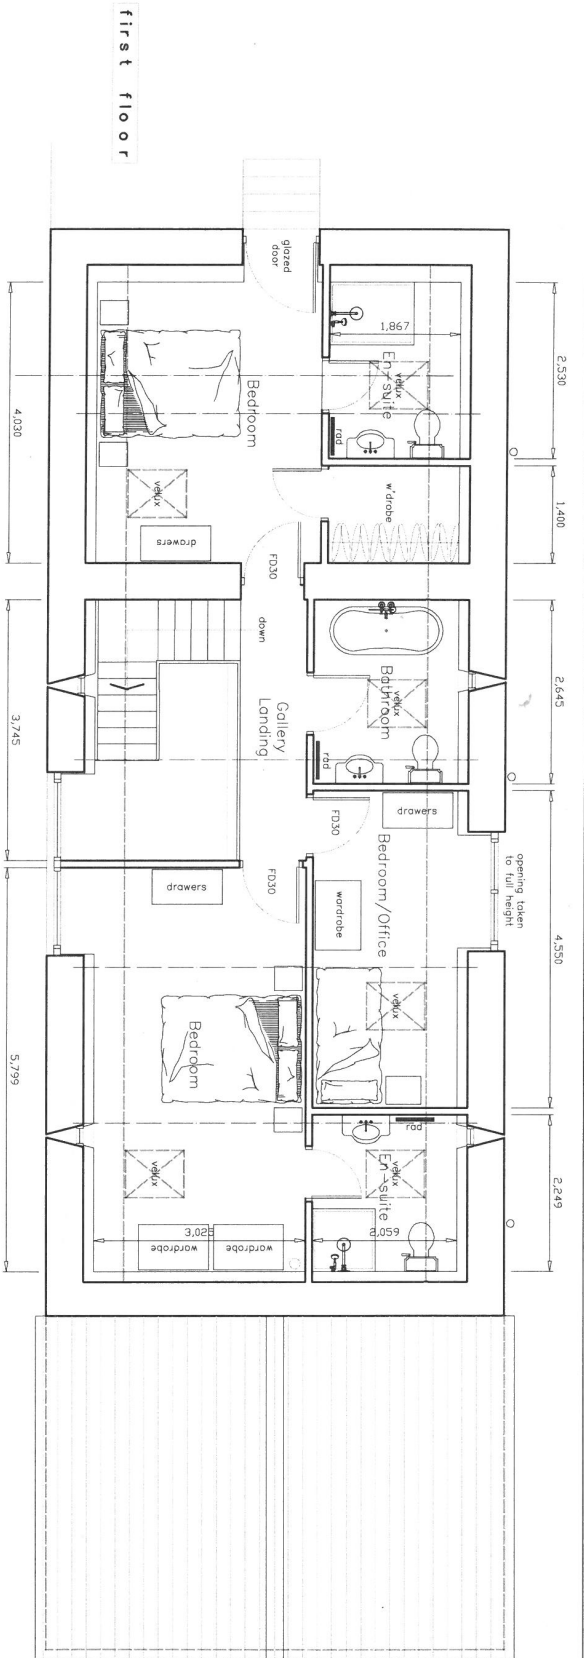 first floor
glazed
door
1,867
2,530
En-suite
velux
Bedroom
4,030
rad
w'drobe
1,400
velux
drawers
FD30
down
Gallery
Landing
3,745
Bathroom
velux
2,645
rad
FD30
drawers
opening taken
to full height
Bedroom/Office
wardrobe
4,550
velux
FD30
drawers
Bedroom
5,799
rad
En-suite
velux
2,249
velux
3,025
2,059
wardrobe
wardrobe